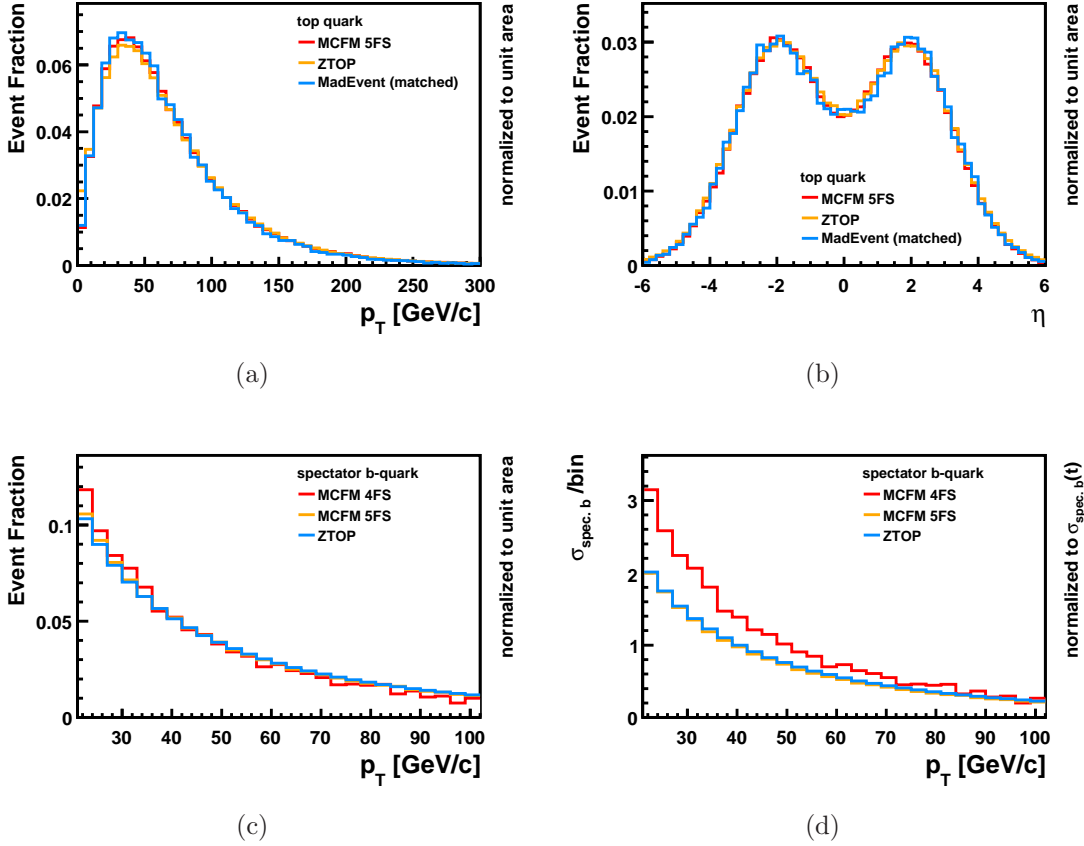 Event Fraction
0.06
0.04
0.02
0
top quark
MCFM 5FS
ZTOP
MadEvent (matched)
normalized to unit area
0 50 100 150 200 250 300
p_T [GeV/c]
(a)
Event Fraction
0.03
0.02
0.01
0
top quark
MCFM 5FS
ZTOP
MadEvent (matched)
normalized to unit area
-6 -4 -2 0 2 4 6
η
(b)
Event Fraction
0.1
0.05
0
spectator b-quark
MCFM 4FS
MCFM 5FS
ZTOP
normalized to unit area
30 40 50 60 70 80 90 100
p_T [GeV/c]
(c)
σ_spec. b /bin
3
2
1
0
spectator b-quark
MCFM 4FS
MCFM 5FS
ZTOP
normalized to σ_spec. b(t)
30 40 50 60 70 80 90 100
p_T [GeV/c]
(d)